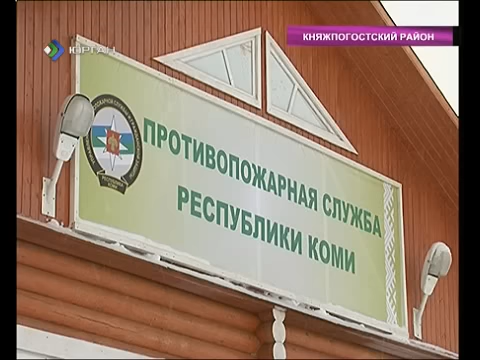 ЮРГАН
КНЯЖПОГОСТСКИЙ РАЙОН
ПРОТИВОПОЖАРНАЯ СЛУЖБА
РЕСПУБЛИКИ КОМИ